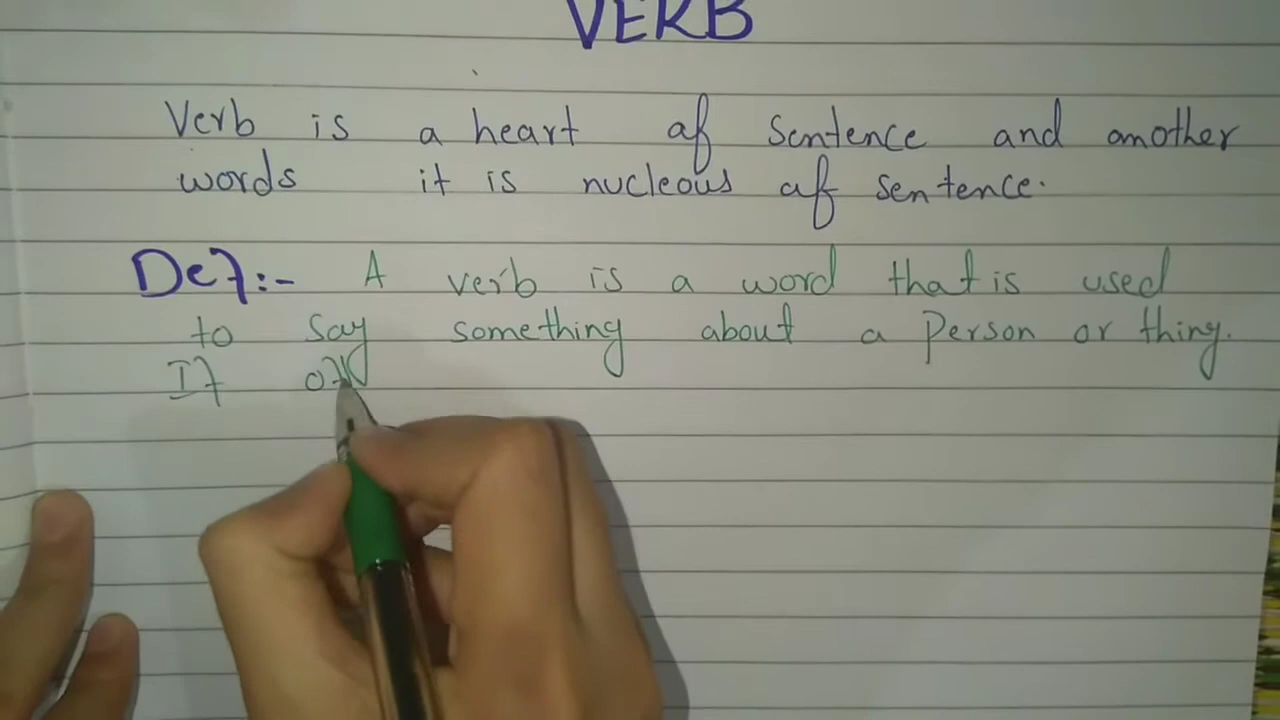 VERB
Verb is a heart af sentence and another
words it is nucleous af sentence.
Def:- A verb is a word that is used
to say something about a person or thing.
It